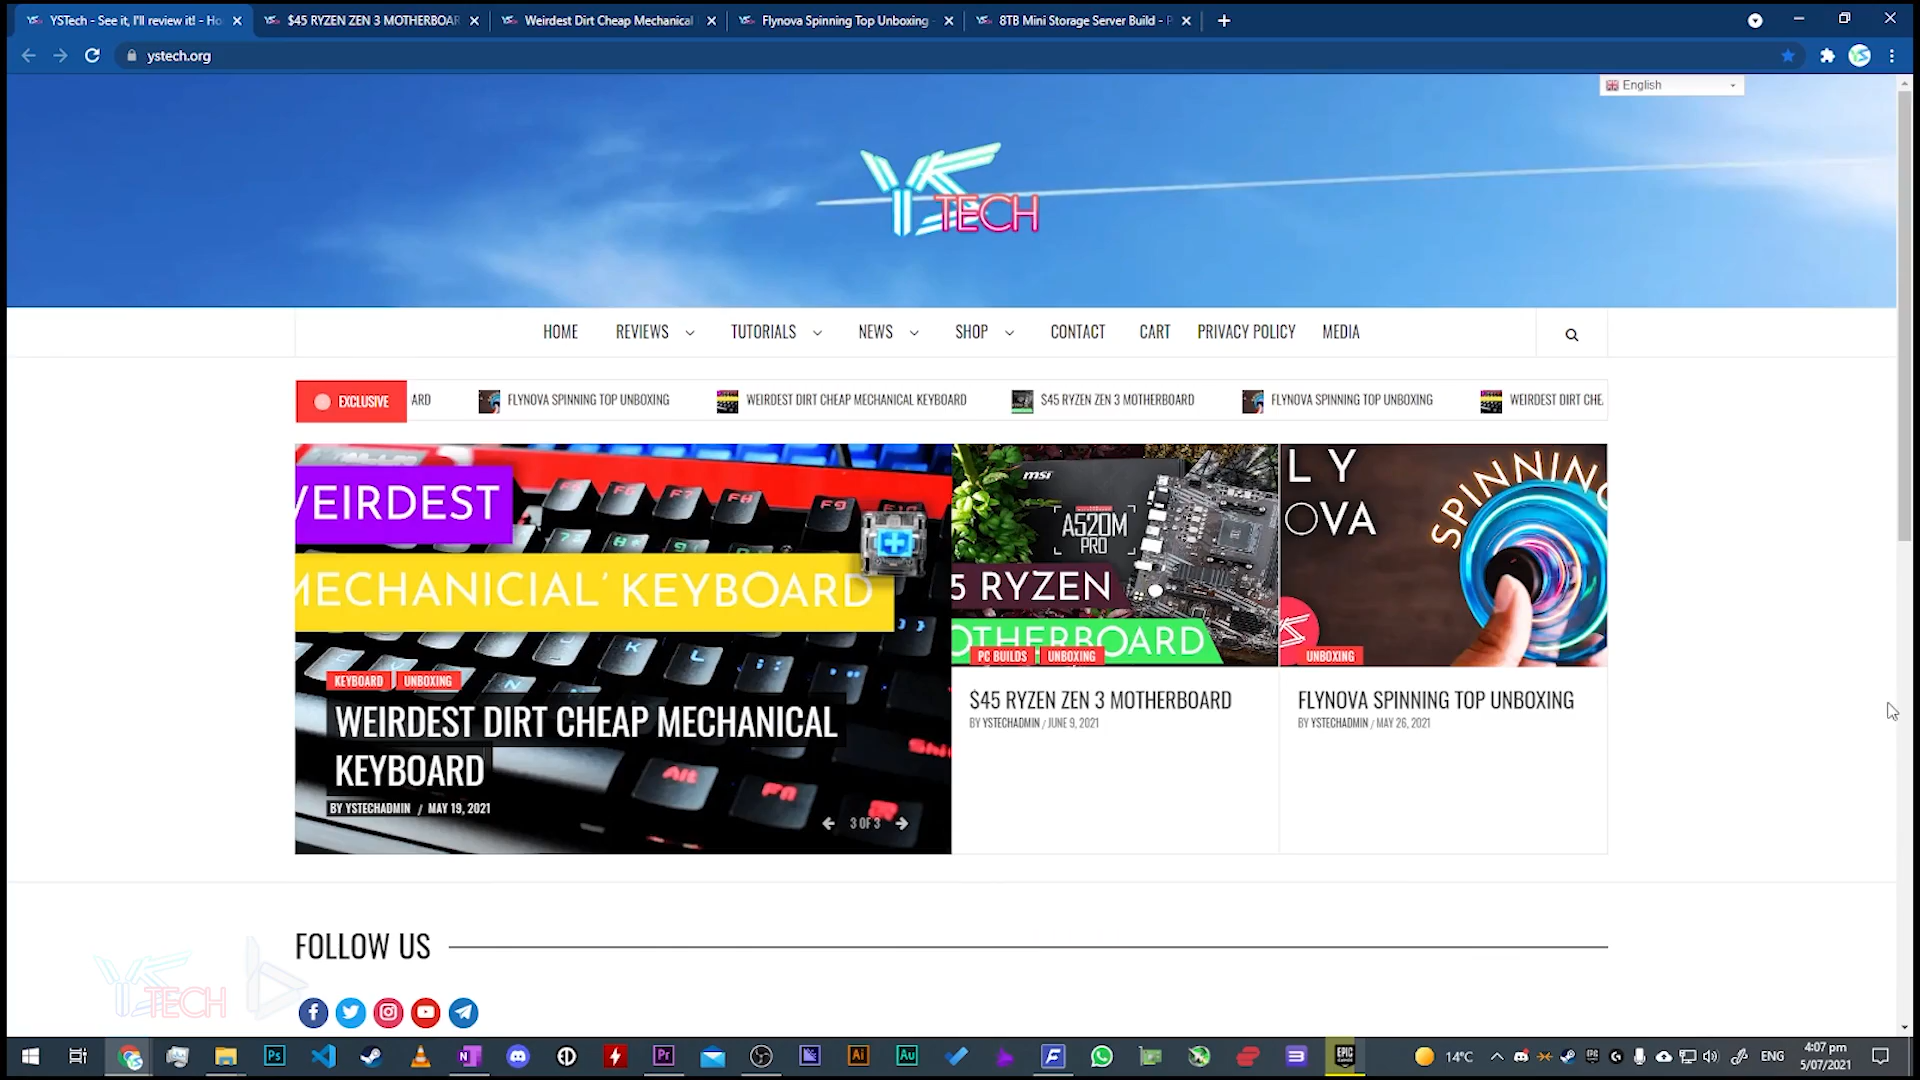 YSTech - See it, I'll review it! - Ho
$45 RYZEN ZEN 3 MOTHERBOAR
Weirdest Dirt Cheap Mechanical
Flynova Spinning Top Unboxing -
8TB Mini Storage Server Build - P
ystech.org
English
YS TECH
HOME
REVIEWS
TUTORIALS
NEWS
SHOP
CONTACT
CART
PRIVACY POLICY
MEDIA
EXCLUSIVE
ARD
FLYNOVA SPINNING TOP UNBOXING
WEIRDEST DIRT CHEAP MECHANICAL KEYBOARD
$45 RYZEN ZEN 3 MOTHERBOARD
FLYNOVA SPINNING TOP UNBOXING
WEIRDEST DIRT CHE
WEIRDEST
MECHANICIAL' KEYBOARD
KEYBOARD
UNBOXING
WEIRDEST DIRT CHEAP MECHANICAL
KEYBOARD
BY YSTECHADMIN / MAY 19, 2021
3 OF 3
msi
A520M
PRO
5 RYZEN
OTHERBOARD
PC BUILDS
UNBOXING
$45 RYZEN ZEN 3 MOTHERBOARD
BY YSTECHADMIN / JUNE 9, 2021
LY
OVA
SPINNING
UNBOXING
FLYNOVA SPINNING TOP UNBOXING
BY YSTECHADMIN / MAY 26, 2021
FOLLOW US
YS TECH
14°C
ENG
4:07 pm
5/07/2021